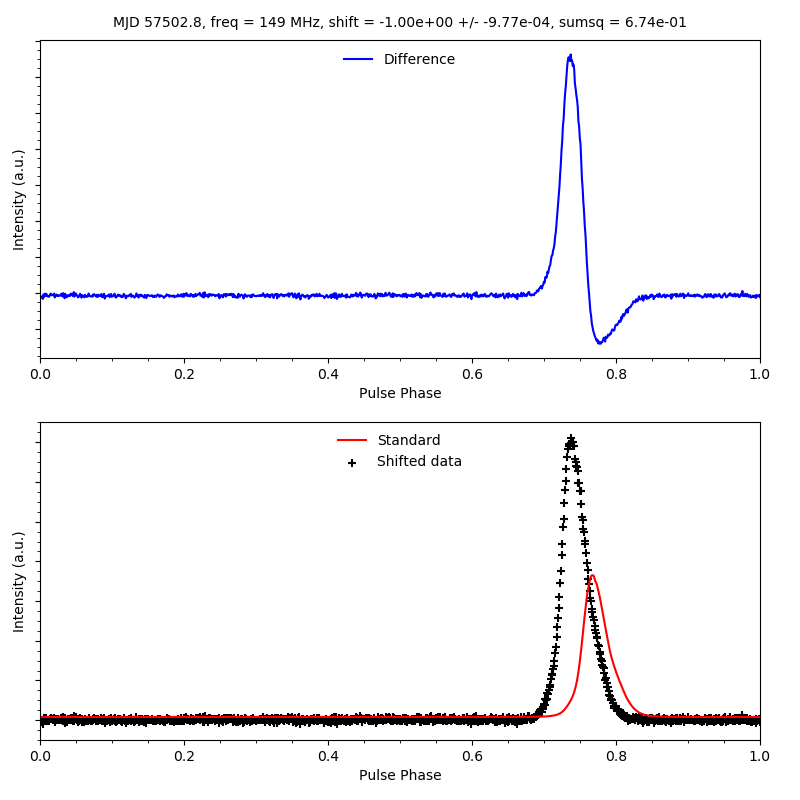 MJD 57502.8, freq = 149 MHz, shift = -1.00e+00 +/- -9.77e-04, sumsq = 6.74e-01
Difference
Intensity (a.u.)
0.0 0.2 0.4 0.6 0.8 1.0
Pulse Phase
Standard
Shifted data
Intensity (a.u.)
0.0 0.2 0.4 0.6 0.8 1.0
Pulse Phase